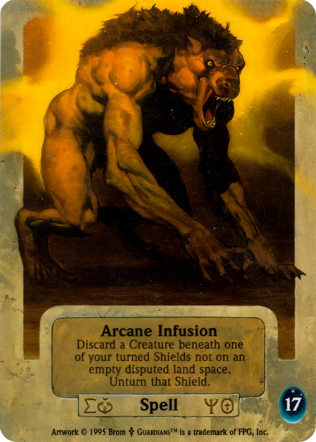 Arcane Infusion
Discard a Creature beneath one
of your turned Shields not on an
empty disputed land space.
Unturn that Shield.
Spell
17
Artwork © 1995 Brom ✝ GUARDIANS™ is a trademark of FPG, Inc.